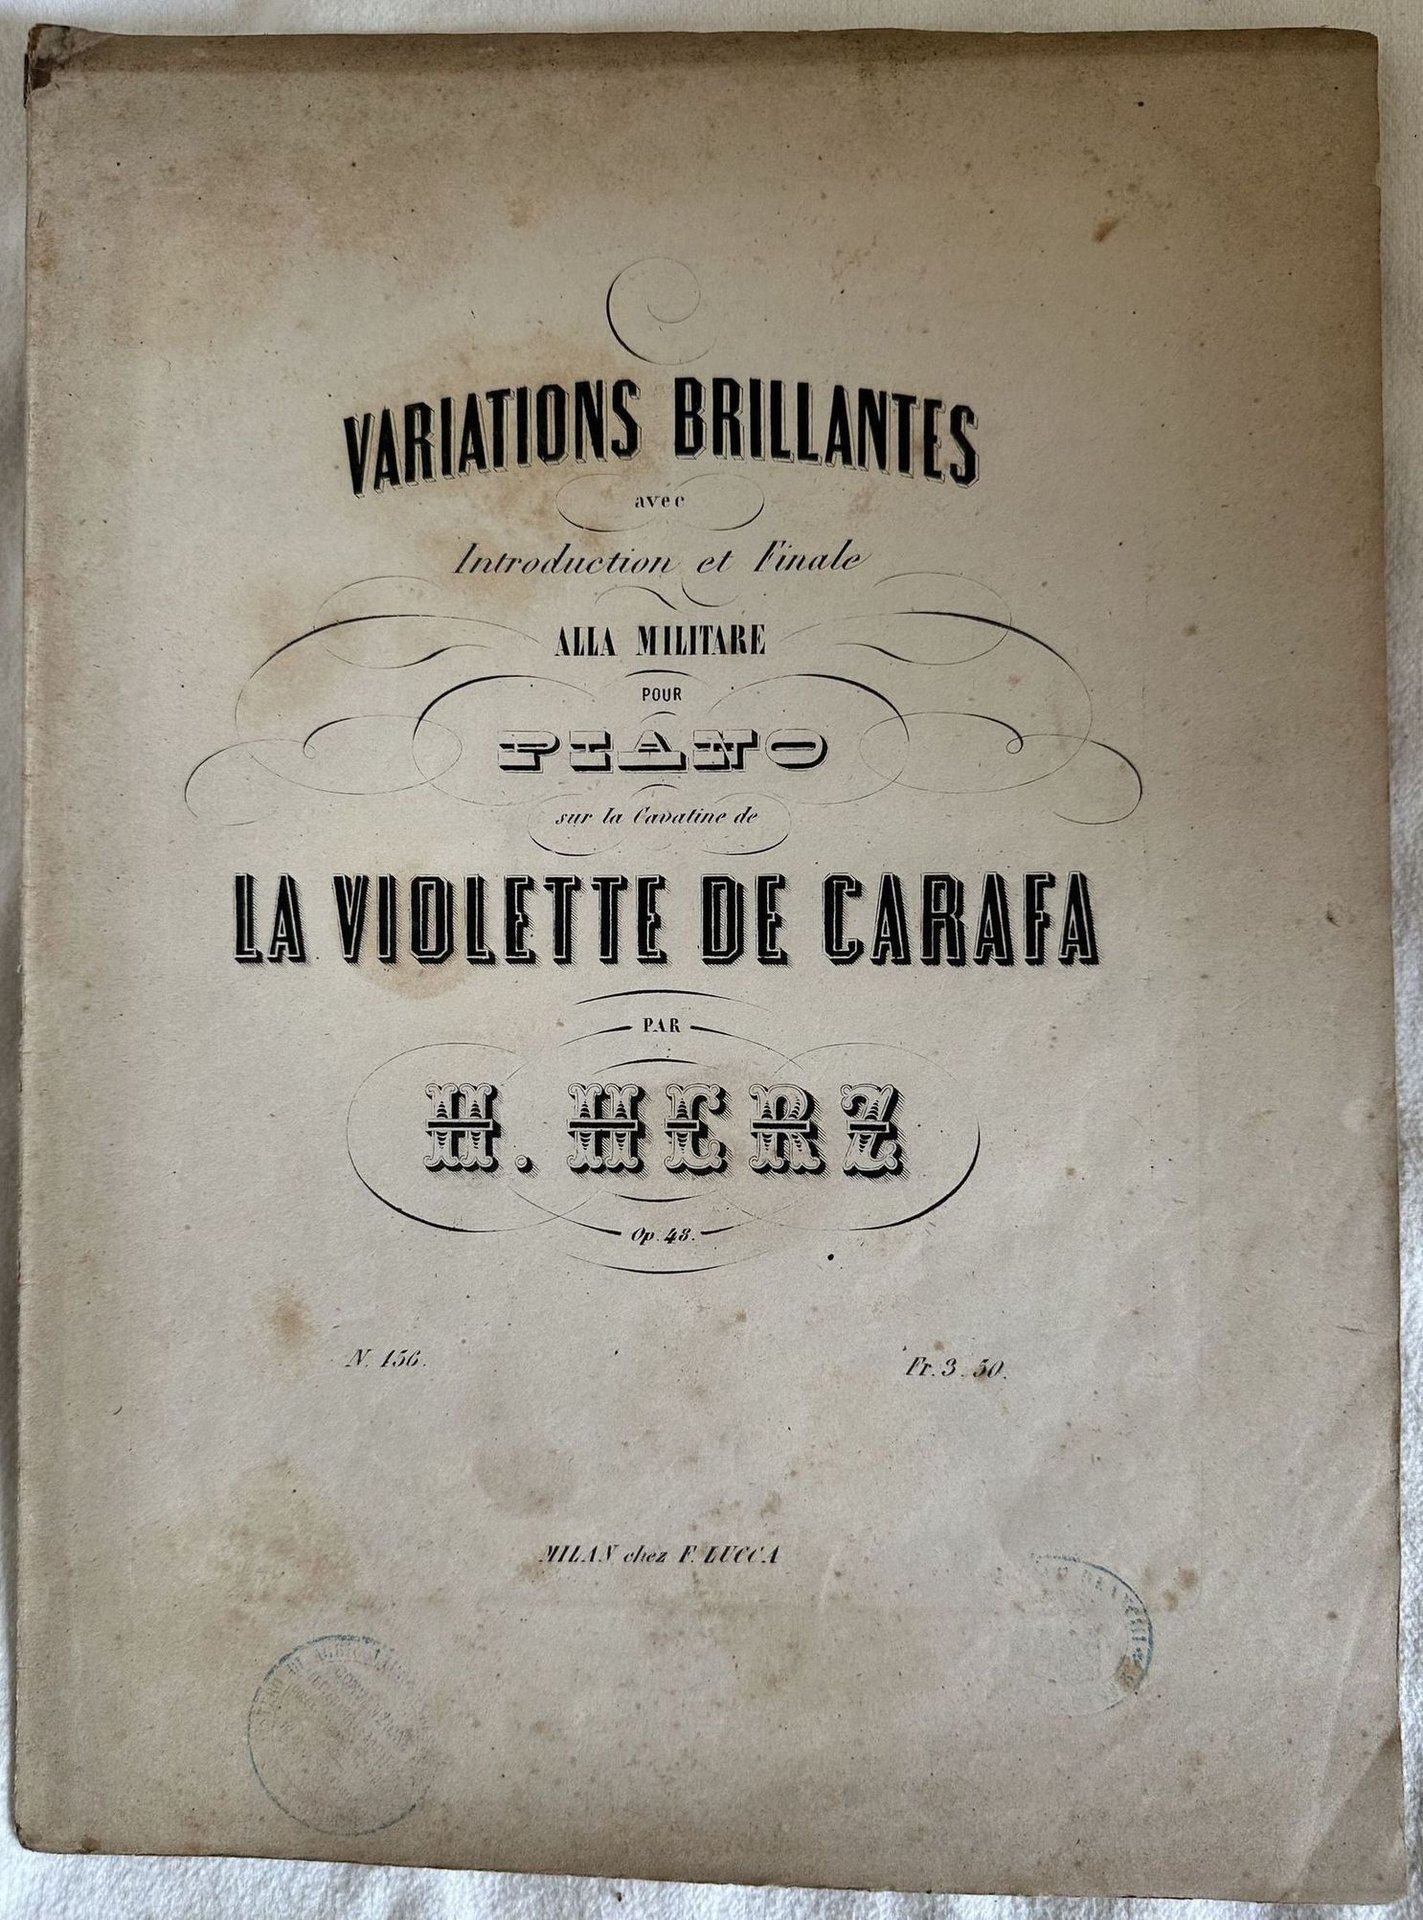 VARIATIONS BRILLANTES
avec
Introduction et Finale
ALLA MILITARE
POUR
PIANO
sur la Cavatine de
LA VIOLETTE DE CARAFA
PAR
H. HERZ
Op. 48.
N. 156. Fr. 3. 50.
MILAN chez F. LUCCA